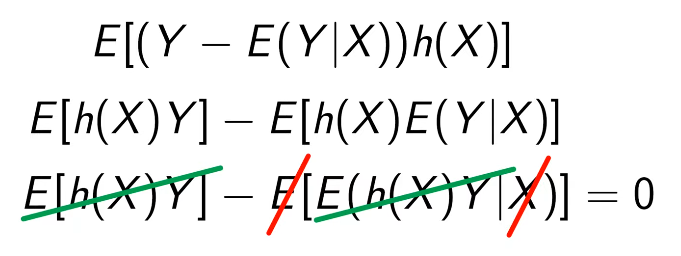 E[(Y − E(Y|X))h(X)]
E[h(X)Y] − E[h(X)E(Y|X)]
E[h(X)Y] − E[E(h(X)Y|X)] = 0